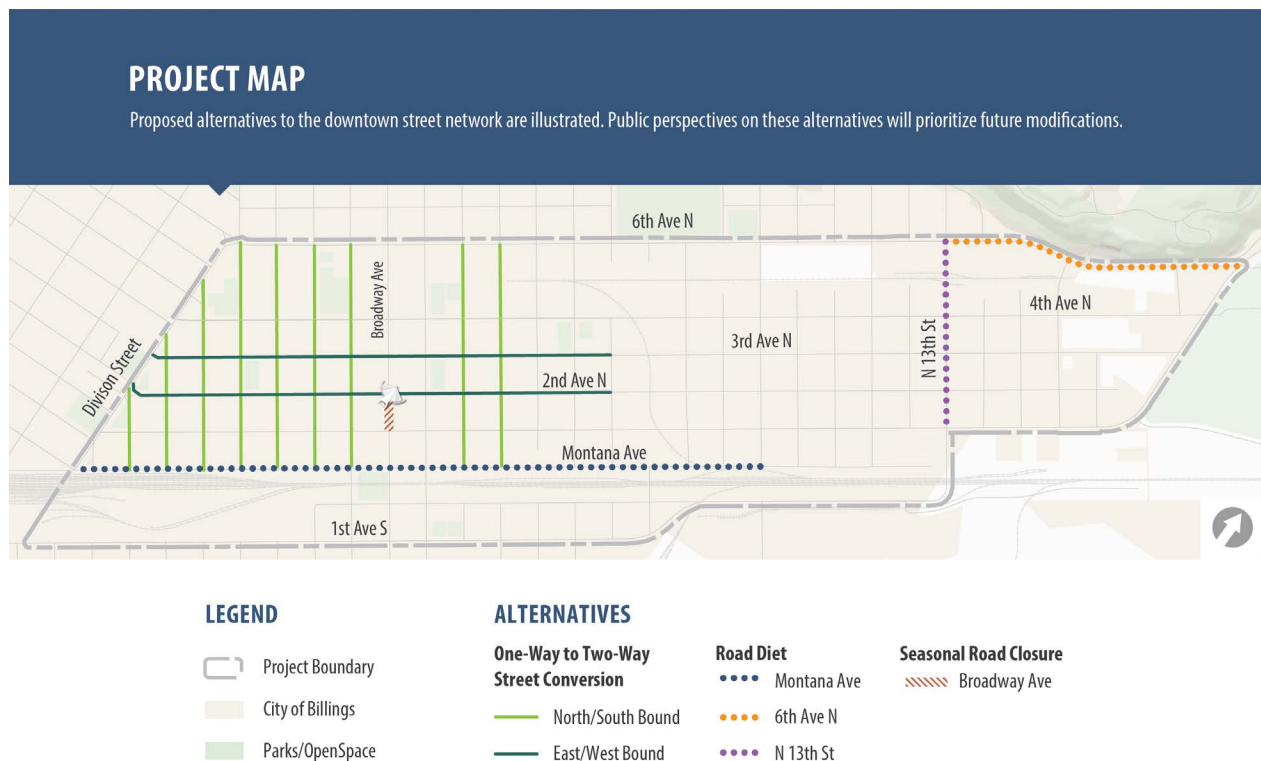 PROJECT MAP
Proposed alternatives to the downtown street network are illustrated. Public perspectives on these alternatives will prioritize future modifications.
6th Ave N
Broadway Ave
N 13th St
4th Ave N
3rd Ave N
Divison Street
2nd Ave N
Montana Ave
1st Ave S
LEGEND
Project Boundary
City of Billings
Parks/OpenSpace
ALTERNATIVES
One-Way to Two-Way
Street Conversion
North/South Bound
East/West Bound
Road Diet
Montana Ave
6th Ave N
N 13th St
Seasonal Road Closure
Broadway Ave